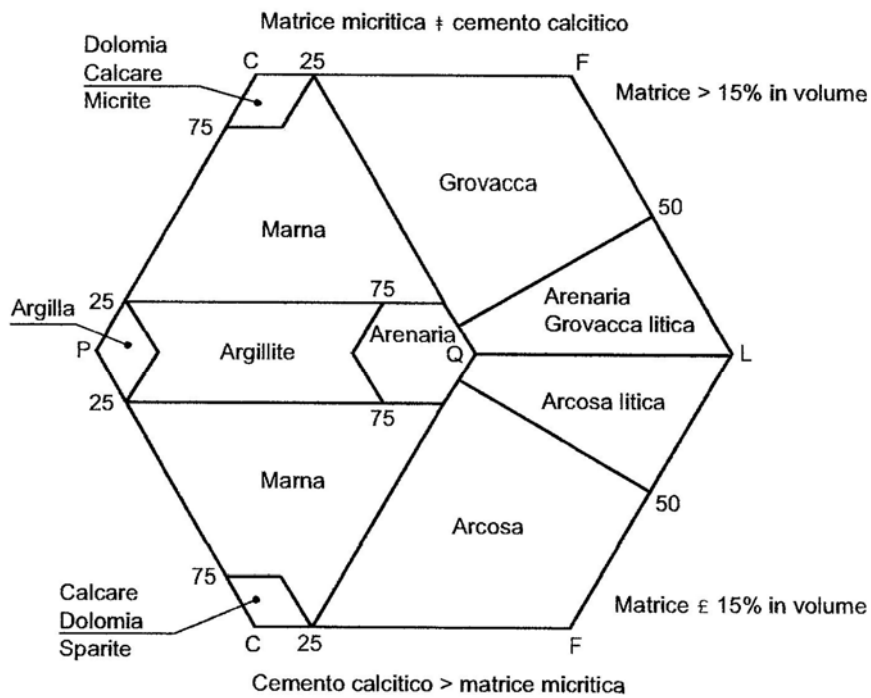 Matrice micritica ‡ cemento calcitico
Dolomia
Calcare
Micrite
C
25
F
Matrice > 15% in volume
75
Grovacca
50
Marna
25
75
Argilla
Arenaria
Grovacca litica
P
Argillite
Arenaria
Q
L
25
75
Arcosa litica
Marna
50
Arcosa
75
Calcare
Dolomia
Sparite
Matrice £ 15% in volume
C
25
F
Cemento calcitico > matrice micritica